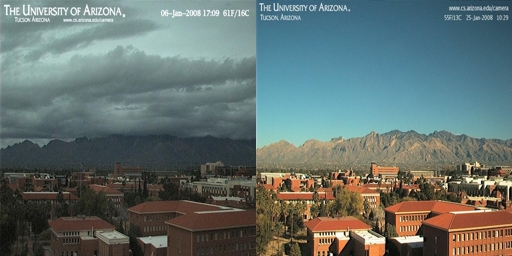 The University of Arizona®
Tucson Arizona www.cs.arizona.edu/camera
06-Jan-2008 17:09 61F/16C
The University of Arizona®
Tucson, Arizona
www.cs.arizona.edu/camera
55F/13C 25-Jan-2008 10:29